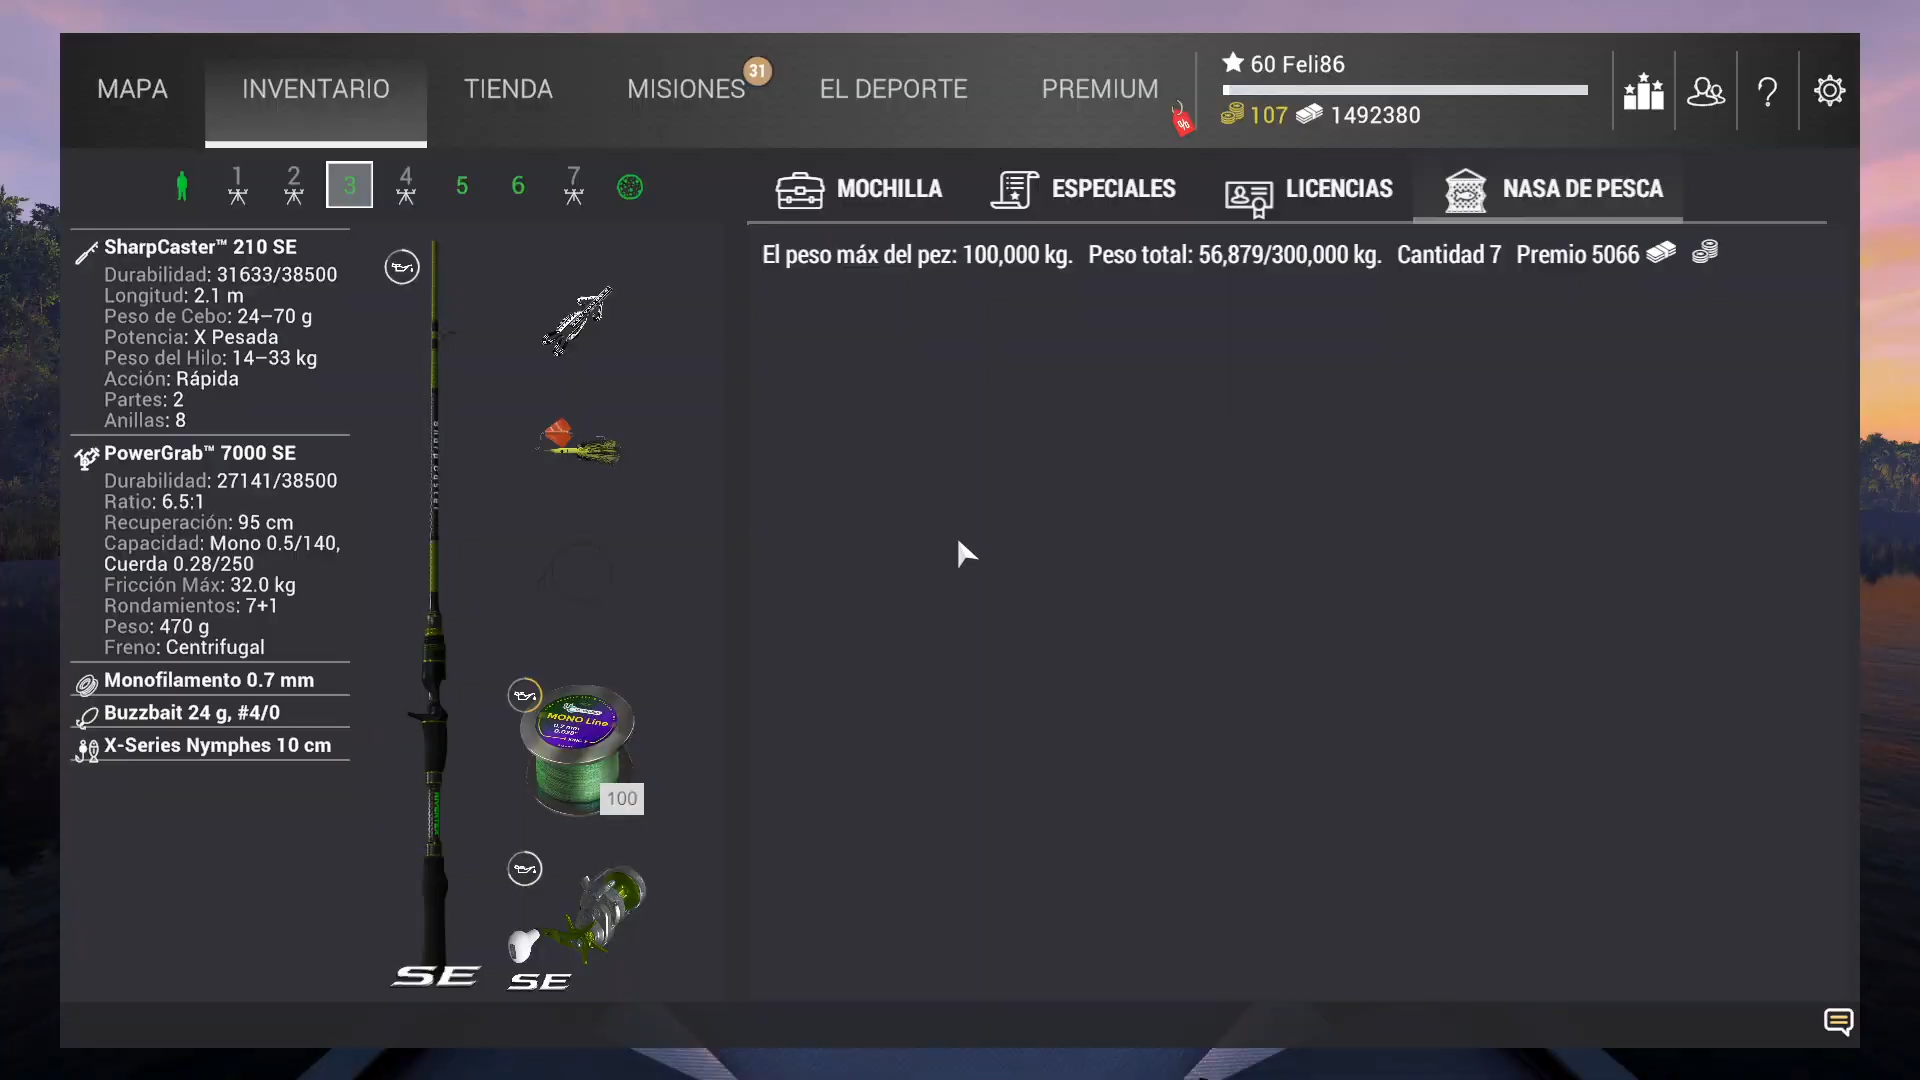 MAPA
INVENTARIO
TIENDA
MISIONES
31
EL DEPORTE
PREMIUM
%
60 Feli86
107 1492380
?
1
2
3
4
5
6
7
MOCHILLA
ESPECIALES
LICENCIAS
NASA DE PESCA
El peso máx del pez: 100,000 kg. Peso total: 56,879/300,000 kg. Cantidad 7 Premio 5066
SharpCaster™ 210 SE
Durabilidad: 31633/38500
Longitud: 2.1 m
Peso de Cebo: 24–70 g
Potencia: X Pesada
Peso del Hilo: 14–33 kg
Acción: Rápida
Partes: 2
Anillas: 8
PowerGrab™ 7000 SE
Durabilidad: 27141/38500
Ratio: 6.5:1
Recuperación: 95 cm
Capacidad: Mono 0.5/140,
Cuerda 0.28/250
Fricción Máx: 32.0 kg
Rondamientos: 7+1
Peso: 470 g
Freno: Centrifugal
Monofilamento 0.7 mm
Buzzbait 24 g, #4/0
X-Series Nymphes 10 cm
MONO Line
0.7 mm
100
SE
SE